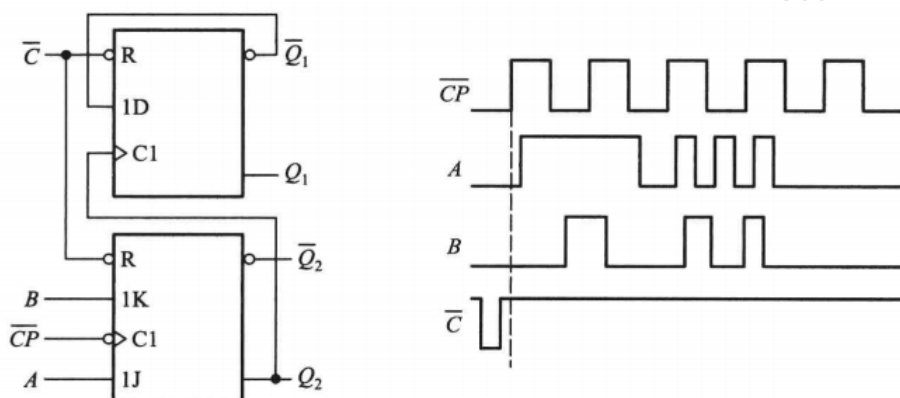 C̅ R Q̅₁
1D
C1
Q₁
R Q̅₂
B 1K
C̅P̅ C1
A 1J Q₂
C̅P̅
A
B
C̅